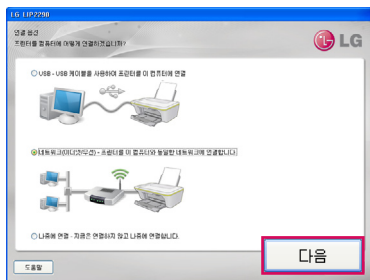 LG LIP2290
연결 옵션
프린터를 컴퓨터에 어떻게 연결하겠습니까?
LG
USB - USB 케이블을 사용하여 프린터를 이 컴퓨터에 연결
네트워크(이더넷/무선) - 프린터를 이 컴퓨터와 동일한 네트워크에 연결합니다.
나중에 연결 - 지금은 연결하지 않고 나중에 연결합니다.
도움말
다음